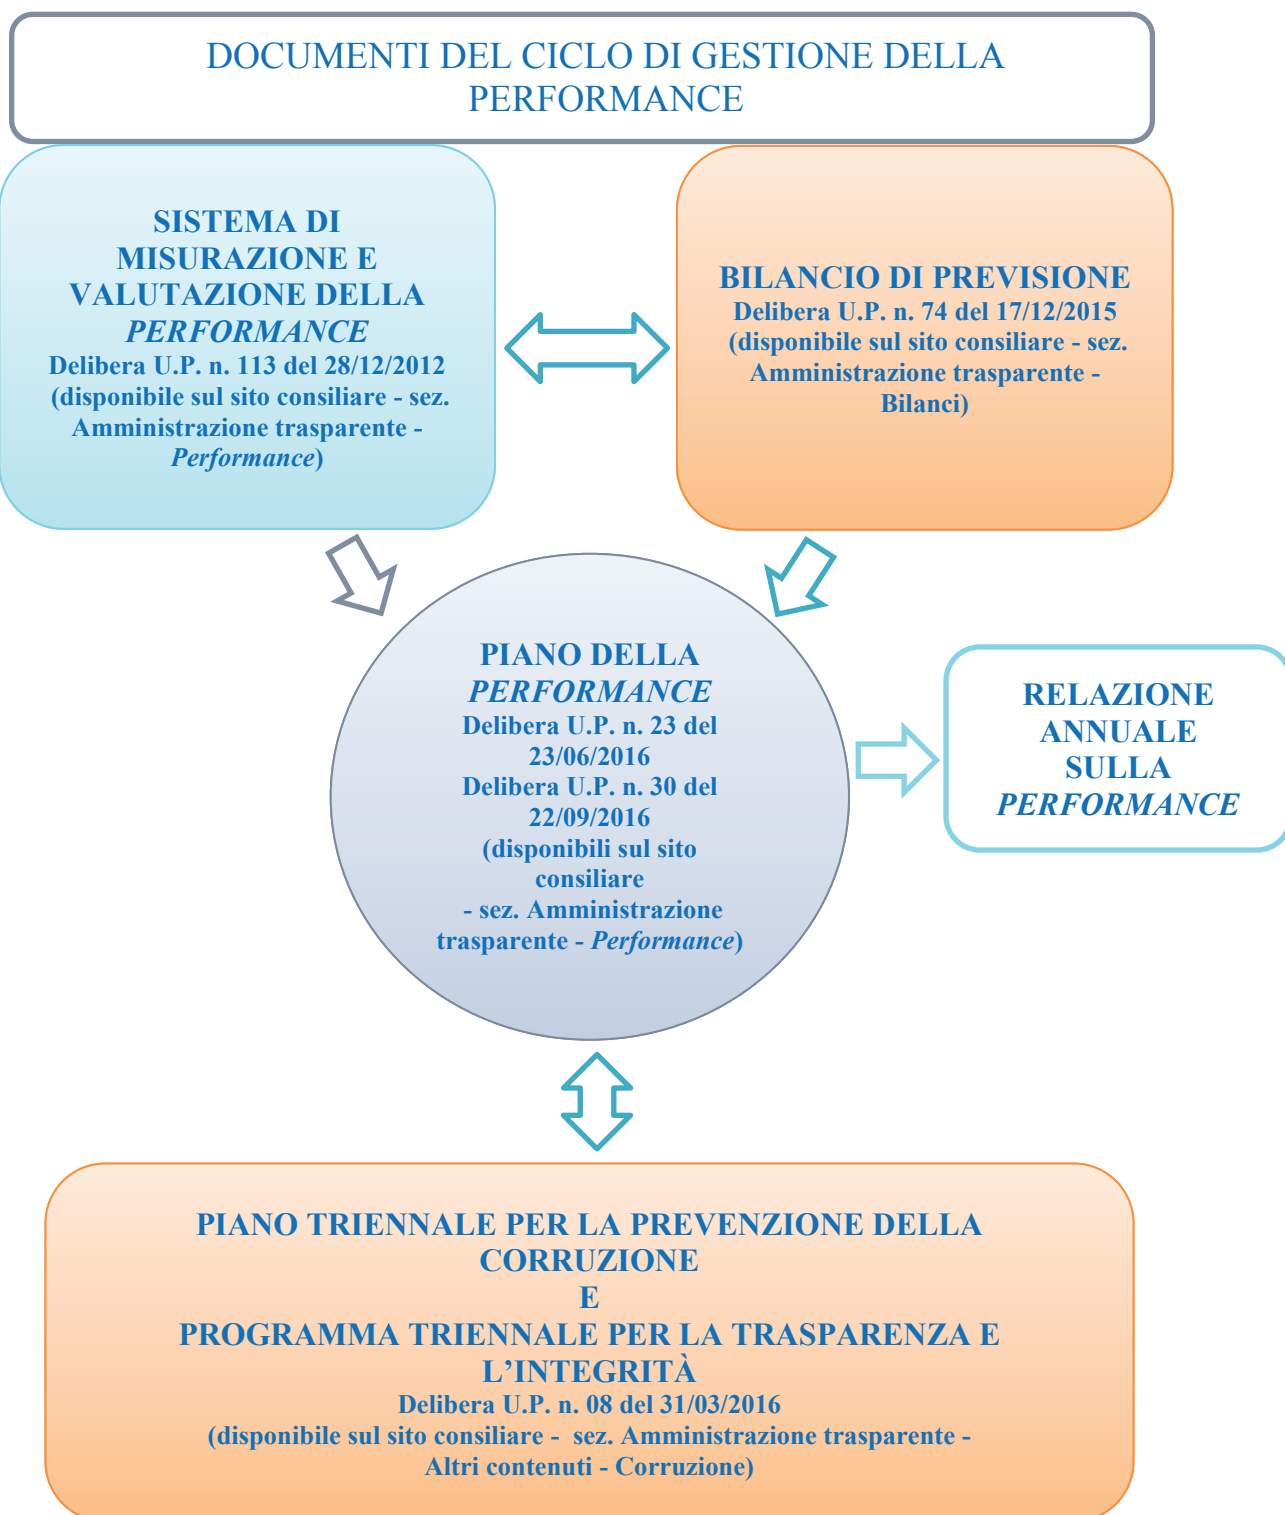 DOCUMENTI DEL CICLO DI GESTIONE DELLA
PERFORMANCE
SISTEMA DI
MISURAZIONE E
VALUTAZIONE DELLA
PERFORMANCE
Delibera U.P. n. 113 del 28/12/2012
(disponibile sul sito consiliare - sez.
Amministrazione trasparente -
Performance)
BILANCIO DI PREVISIONE
Delibera U.P. n. 74 del 17/12/2015
(disponibile sul sito consiliare - sez.
Amministrazione trasparente -
Bilanci)
PIANO DELLA
PERFORMANCE
Delibera U.P. n. 23 del
23/06/2016
Delibera U.P. n. 30 del
22/09/2016
(disponibili sul sito
consiliare
- sez. Amministrazione
trasparente - Performance)
RELAZIONE
ANNUALE
SULLA
PERFORMANCE
PIANO TRIENNALE PER LA PREVENZIONE DELLA
CORRUZIONE
E
PROGRAMMA TRIENNALE PER LA TRASPARENZA E
L’INTEGRITÀ
Delibera U.P. n. 08 del 31/03/2016
(disponibile sul sito consiliare - sez. Amministrazione trasparente -
Altri contenuti - Corruzione)